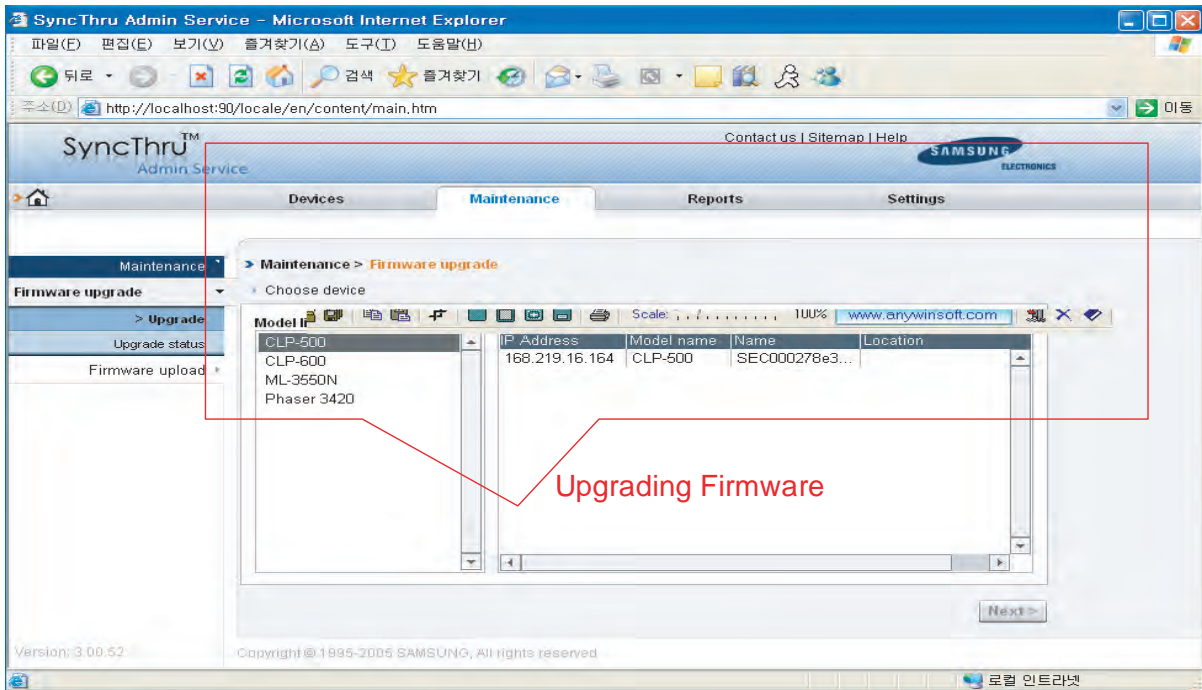 SyncThru Admin Service - Microsoft Internet Explorer
파일(F) 편집(E) 보기(V) 즐겨찾기(A) 도구(T) 도움말(H)
뒤로 검색 즐겨찾기
주소(D) http://localhost:90/locale/en/content/main.htm 이동
SyncThru™
Admin Service
Contact us | Sitemap | Help
SAMSUNG
ELECTRONICS
Devices Maintenance Reports Settings
Maintenance
Firmware upgrade
> Upgrade
Upgrade status
Firmware upload
Maintenance > Firmware upgrade
Choose device
Scale: 100% www.anywinsoft.com
Model
CLP-500
CLP-600
ML-3550N
Phaser 3420
IP Address Model name Name Location
168.219.16.164 CLP-500 SEC000278e3...
Upgrading Firmware
Next >
Version: 3.00.52
Copyright @ 1995-2005 SAMSUNG, All rights reserved
로컬 인트라넷